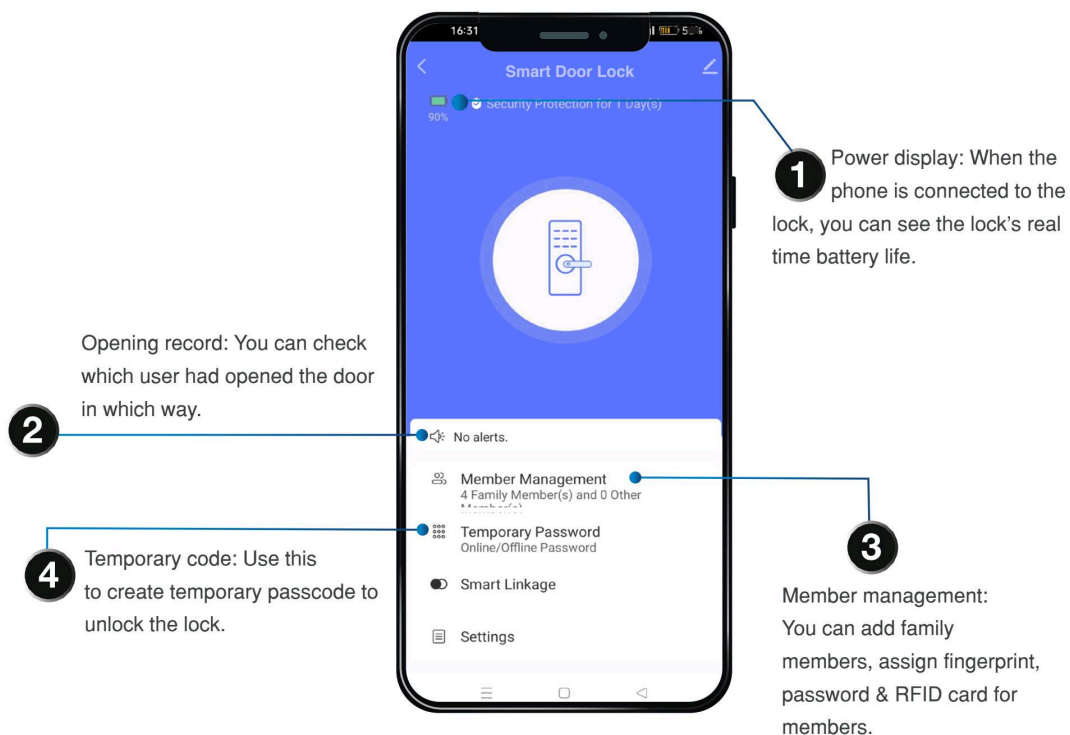 16:31
Smart Door Lock
90%
Security Protection for 1 Day(s)
1
Power display: When the
phone is connected to the
lock, you can see the lock's real
time battery life.
Opening record: You can check
which user had opened the door
in which way.
2
No alerts.
Member Management
4 Family Member(s) and 0 Other
Temporary Password
Online/Offline Password
4
Temporary code: Use this
to create temporary passcode to
unlock the lock.
Smart Linkage
Settings
3
Member management:
You can add family
members, assign fingerprint,
password & RFID card for
members.